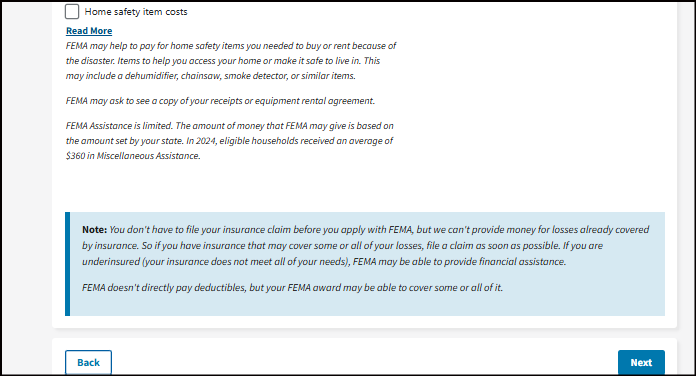 Home safety item costs
Read More
FEMA may help to pay for home safety items you needed to buy or rent because of
the disaster. Items to help you access your home or make it safe to live in. This
may include a dehumidifier, chainsaw, smoke detector, or similar items.
FEMA may ask to see a copy of your receipts or equipment rental agreement.
FEMA Assistance is limited. The amount of money that FEMA may give is based on
the amount set by your state. In 2024, eligible households received an average of
$360 in Miscellaneous Assistance.
Note: You don't have to file your insurance claim before you apply with FEMA, but we can't provide money for losses already covered
by insurance. So if you have insurance that may cover some or all of your losses, file a claim as soon as possible. If you are
underinsured (your insurance does not meet all of your needs), FEMA may be able to provide financial assistance.
FEMA doesn't directly pay deductibles, but your FEMA award may be able to cover some or all of it.
Back
Next